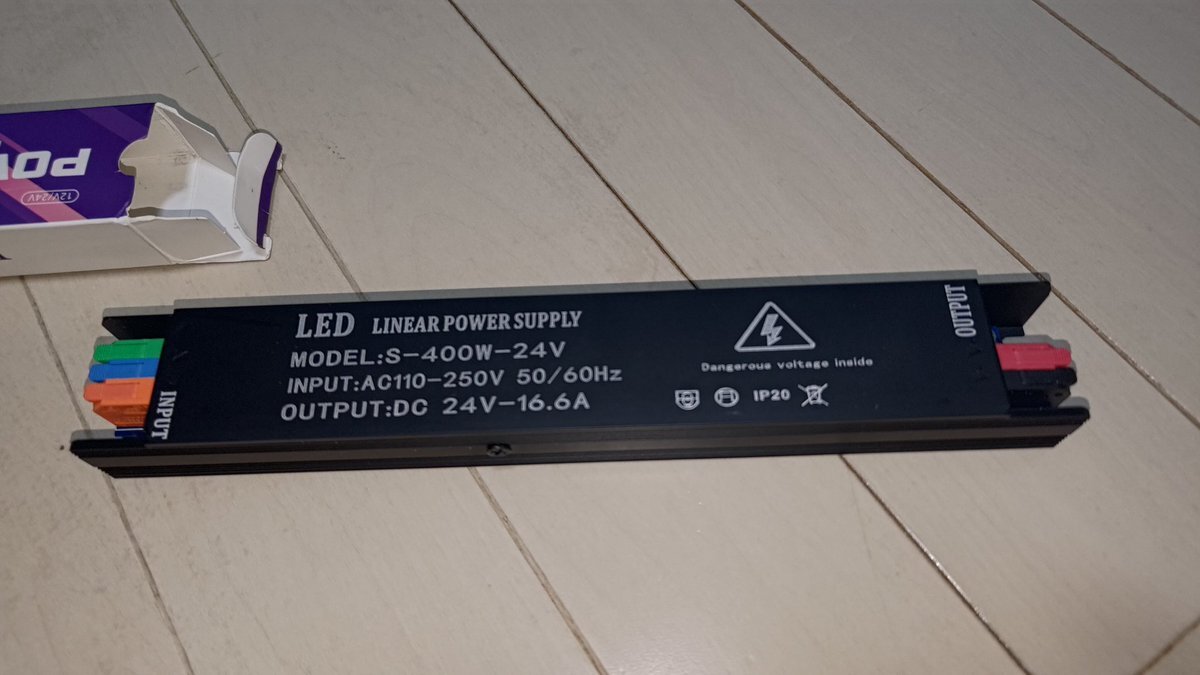 POW
12V/24V
LED LINEAR POWER SUPPLY
MODEL:S-400W-24V
INPUT:AC110-250V 50/60Hz
OUTPUT:DC 24V-16.6A
INPUT
Dangerous voltage inside
IP20
OUTPUT